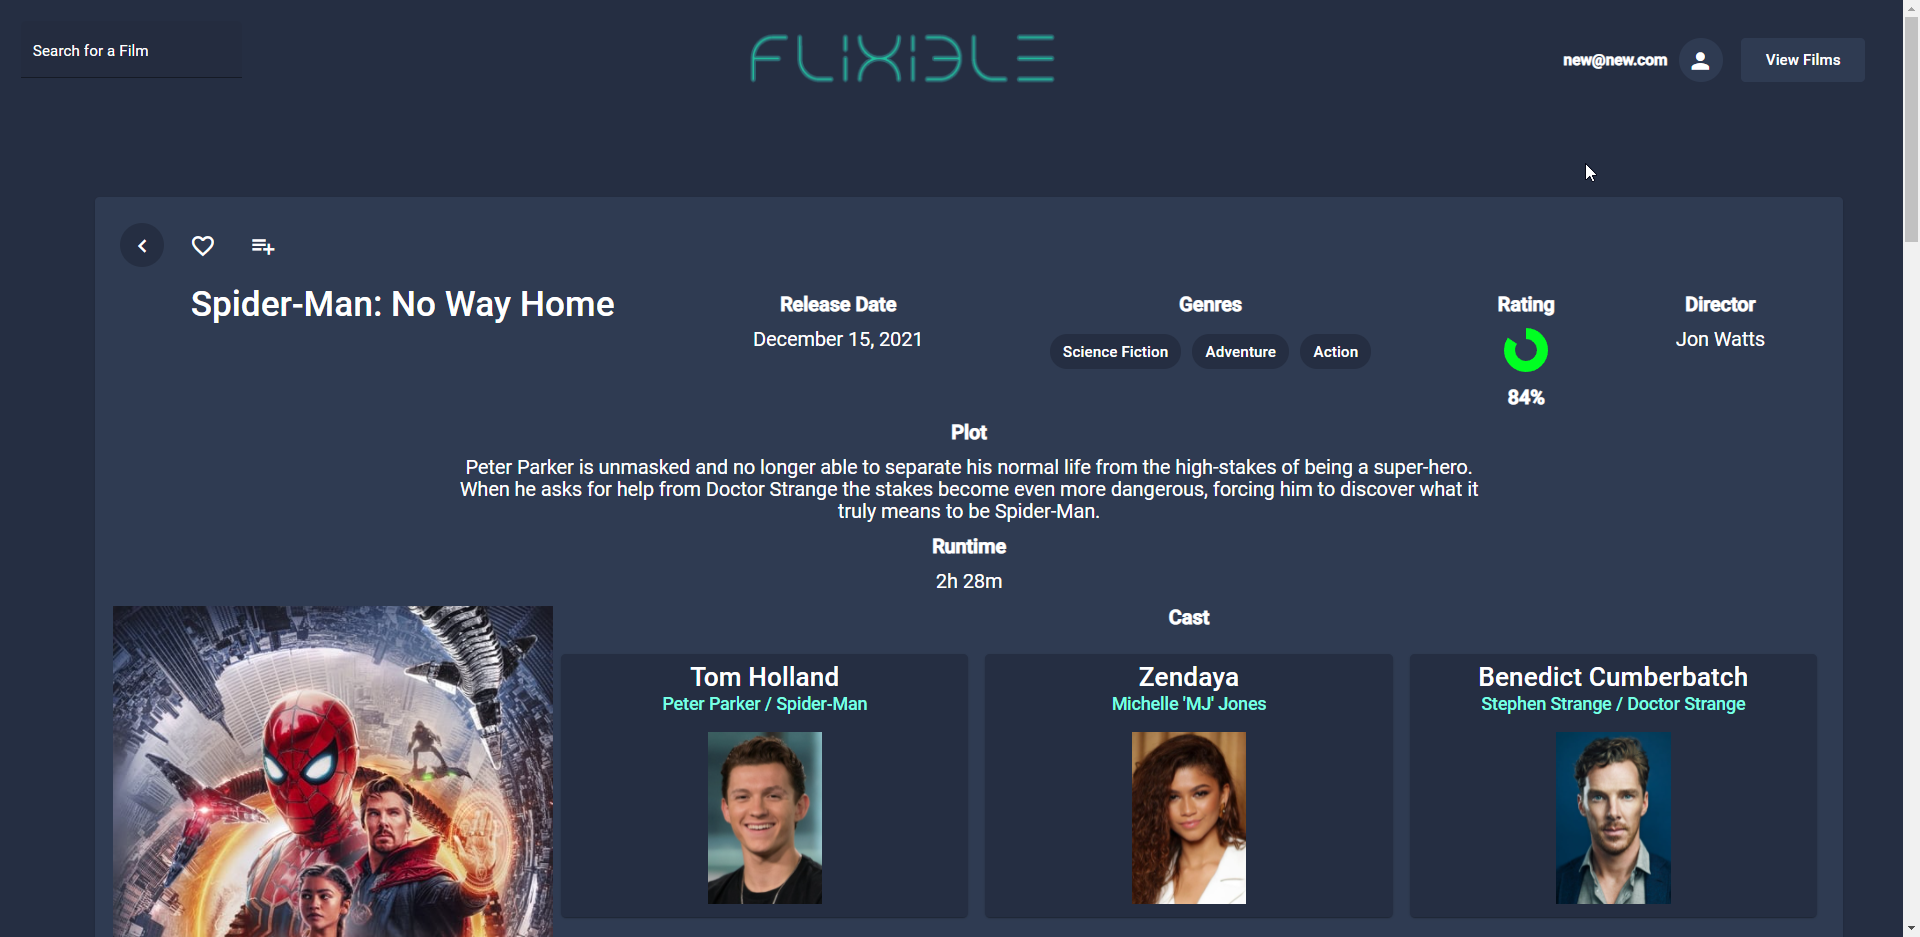 Search for a Film
FLIXIBLE
new@new.com
View Films
Spider-Man: No Way Home
Release Date
December 15, 2021
Genres
Science Fiction
Adventure
Action
Rating
84%
Director
Jon Watts
Plot
Peter Parker is unmasked and no longer able to separate his normal life from the high-stakes of being a super-hero.
When he asks for help from Doctor Strange the stakes become even more dangerous, forcing him to discover what it
truly means to be Spider-Man.
Runtime
2h 28m
Cast
Tom Holland
Peter Parker / Spider-Man
Zendaya
Michelle 'MJ' Jones
Benedict Cumberbatch
Stephen Strange / Doctor Strange